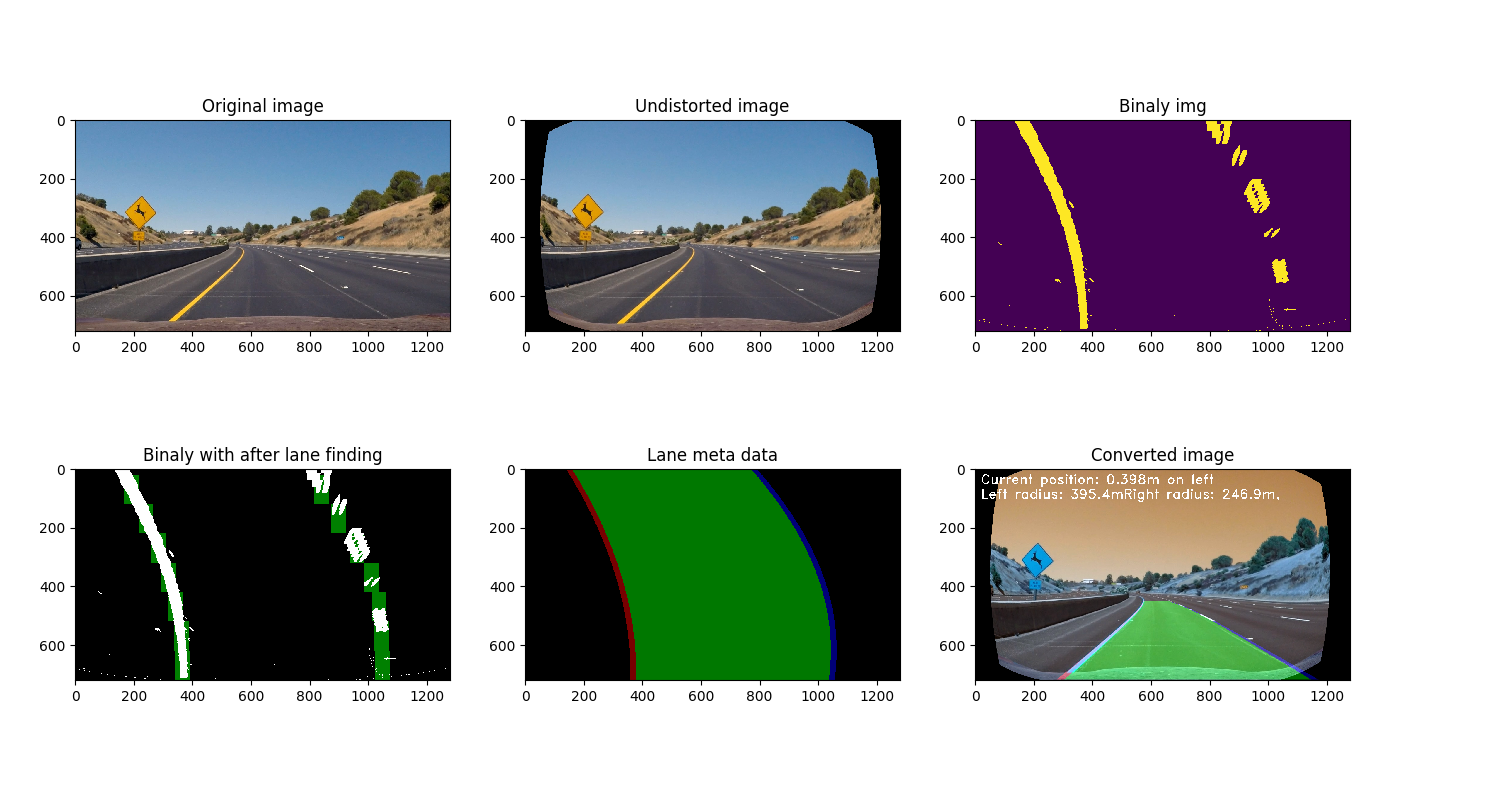 Original image
Undistorted image
Binaly img
0
200
400
600
0 200 400 600 800 1000 1200
0
200
400
600
0 200 400 600 800 1000 1200
0
200
400
600
0 200 400 600 800 1000 1200
Binaly with after lane finding
Lane meta data
Converted image
0
200
400
600
0 200 400 600 800 1000 1200
0
200
400
600
0 200 400 600 800 1000 1200
0
200
400
600
0 200 400 600 800 1000 1200
Current position: 0.398m on left
Left radius: 395.4mRight radius: 246.9m,